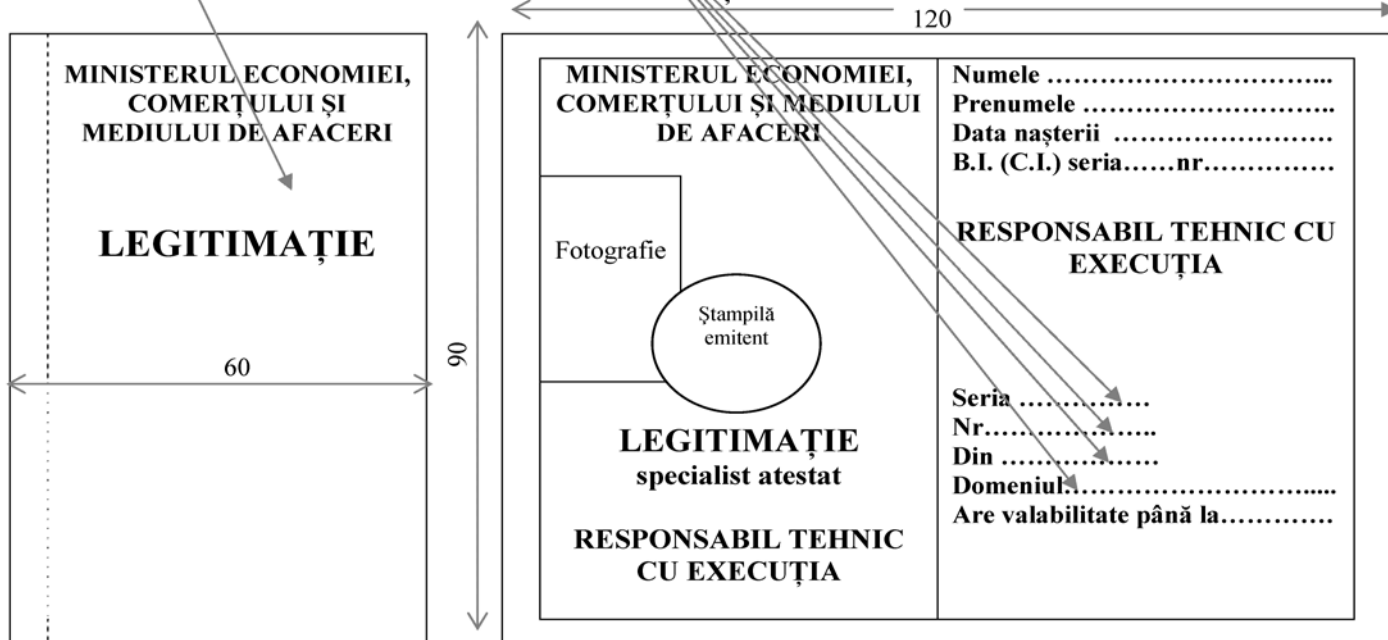 120
MINISTERUL ECONOMIEI,
COMERȚULUI ȘI
MEDIULUI DE AFACERI
LEGITIMAȚIE
60
90
MINISTERUL ECONOMIEI,
COMERȚULUI ȘI MEDIULUI
DE AFACERI
Fotografie
Ștampilă
emitent
LEGITIMAȚIE
specialist atestat
RESPONSABIL TEHNIC
CU EXECUȚIA
Numele …………………………...
Prenumele ……………………..
Data nașterii …………………….
B.I. (C.I.) seria……nr………….
RESPONSABIL TEHNIC CU
EXECUȚIA
Seria ……………
Nr………………..
Din ………………
Domeniul…………………….....
Are valabilitate până la………….